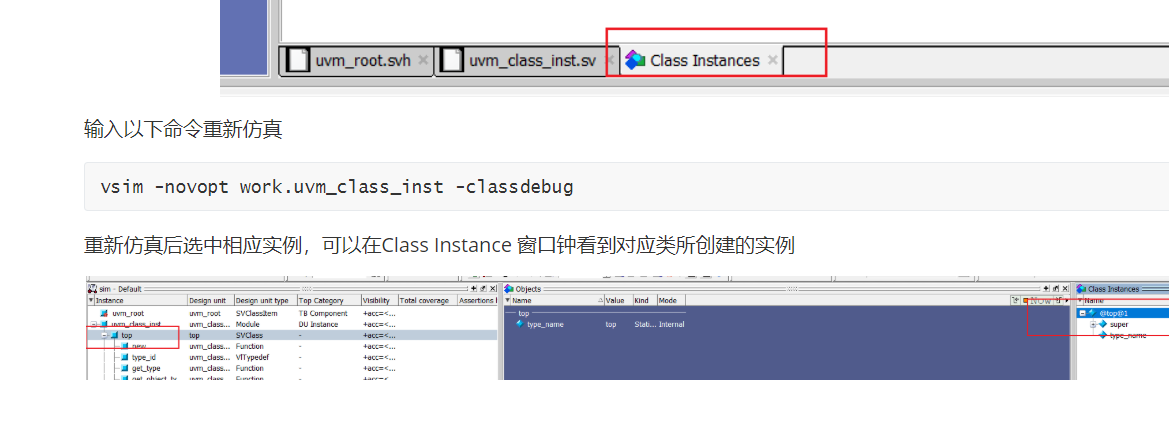 uvm_root.svh
uvm_class_inst.sv
Class Instances
输入以下命令重新仿真
vsim -novopt work.uvm_class_inst -classdebug
重新仿真后选中相应实例，可以在Class Instance 窗口钟看到对应类所创建的实例
sim - Default
Objects
Class Instances
Instance Design unit Design unit type Top Category Visibility Total coverage Assertions
Name Value Kind Mode
Now
Name
uvm_root uvm_root SVClassItem TB Component +acc=<...
uvm_class_inst uvm_class... Module DU Instance +acc=<...
top top SVClass +acc=<...
new uvm_class... Function +acc=<...
type_id uvm_class... VlTypedef +acc=<...
get_type uvm_class... Function +acc=<...
get_object_ty uvm_class... Function +acc=<...
top
type_name top Stati... Internal
@top@1
super
type_name